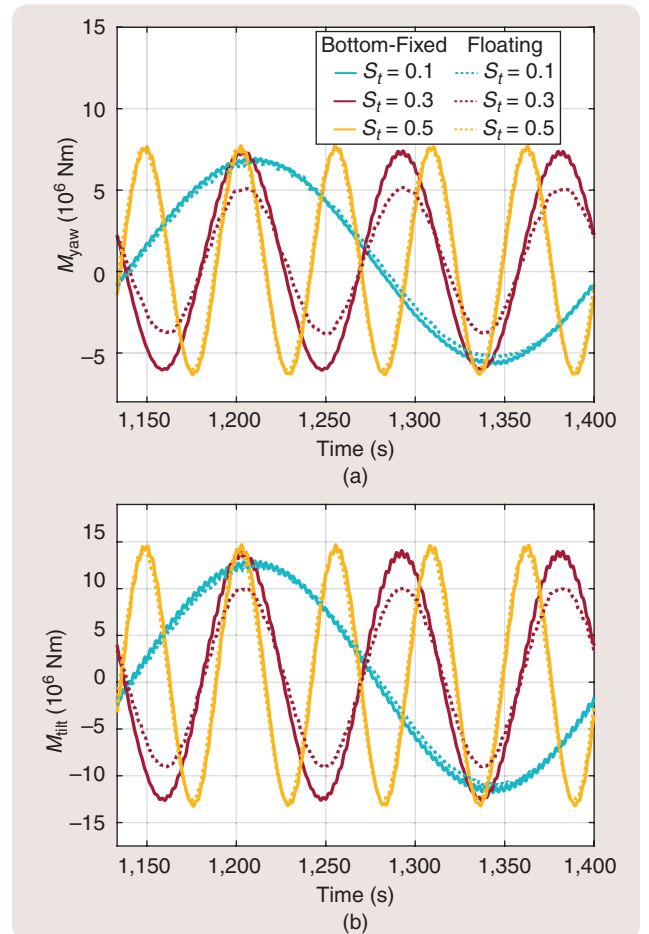 Bottom-Fixed Floating
S_t = 0.1 S_t = 0.1
S_t = 0.3 S_t = 0.3
S_t = 0.5 S_t = 0.5
15
10
5
0
−5
M_yaw (10^6 Nm)
1,150 1,200 1,250 1,300 1,350 1,400
Time (s)
(a)
15
10
5
0
−5
−10
−15
M_tilt (10^6 Nm)
1,150 1,200 1,250 1,300 1,350 1,400
Time (s)
(b)